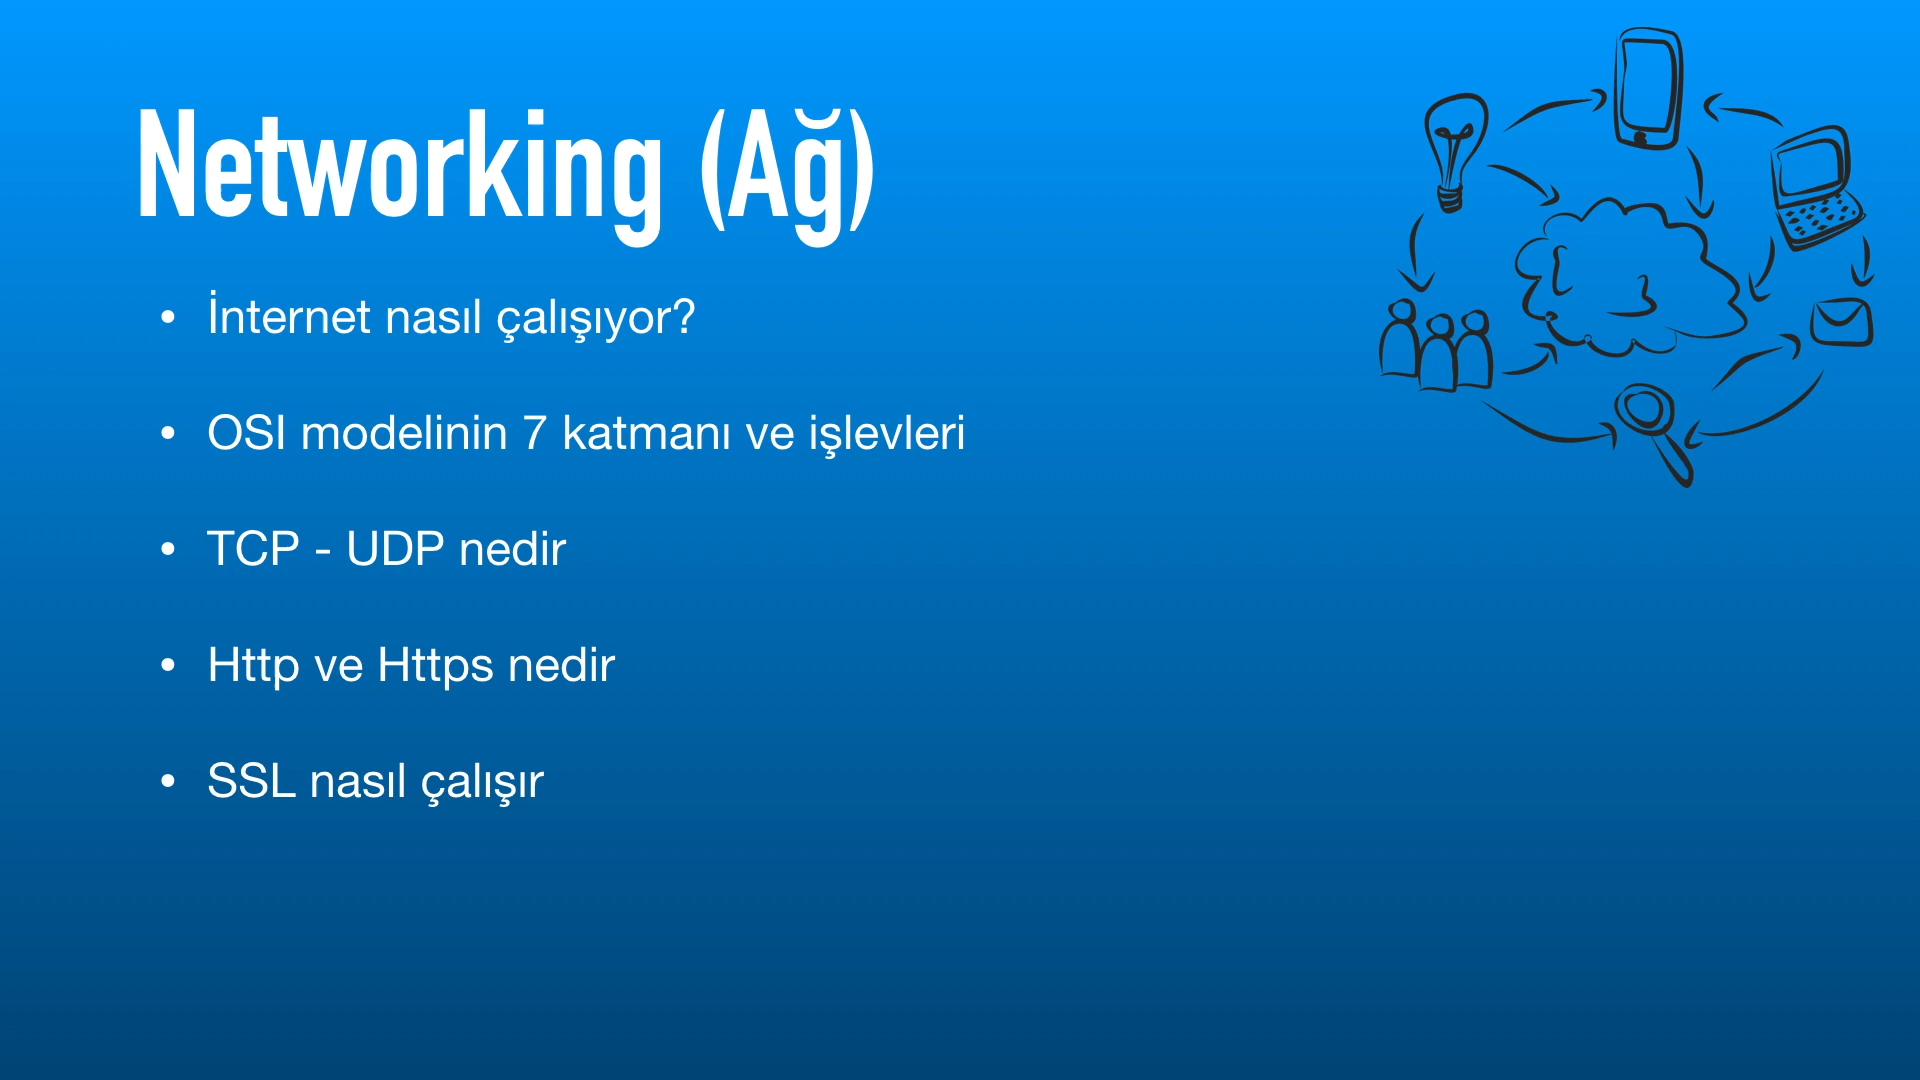 Networking (Ağ)
• İnternet nasıl çalışıyor?
• OSI modelinin 7 katmanı ve işlevleri
• TCP - UDP nedir
• Http ve Https nedir
• SSL nasıl çalışır